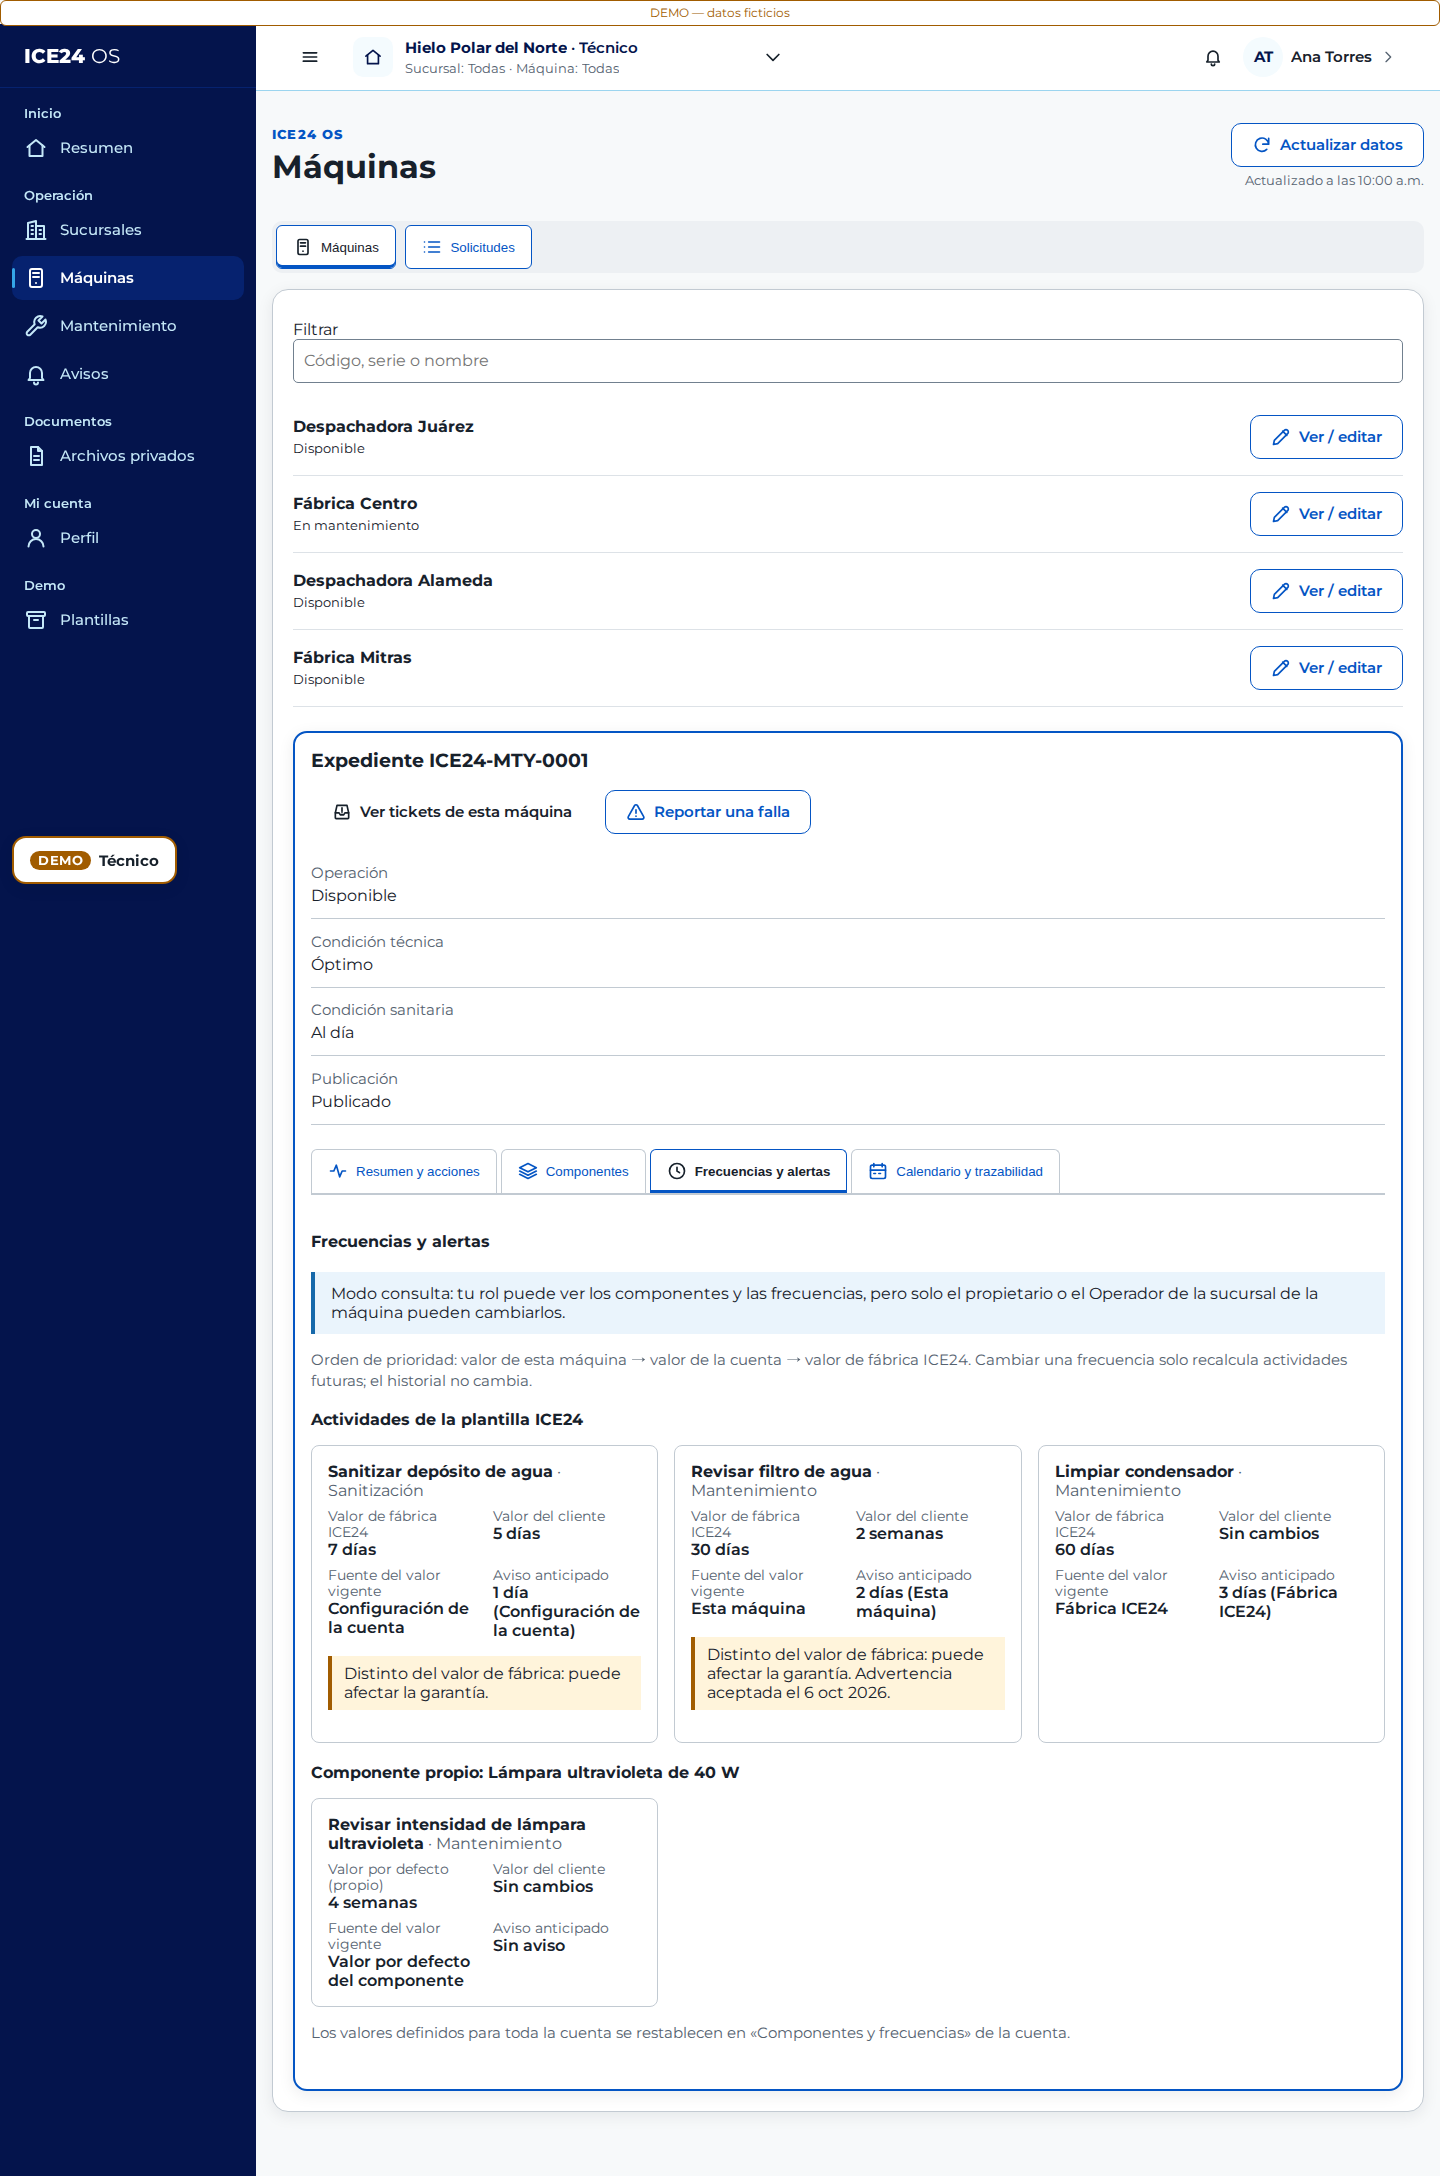 DEMO — datos ficticios
ICE24 OS
Inicio
Resumen
Operación
Sucursales
Máquinas
Mantenimiento
Avisos
Documentos
Archivos privados
Mi cuenta
Perfil
Demo
Plantillas
DEMO Técnico
Hielo Polar del Norte · Técnico
Sucursal: Todas · Máquina: Todas
AT Ana Torres
ICE24 OS
Máquinas
Actualizar datos
Actualizado a las 10:00 a.m.
Máquinas
Solicitudes
Filtrar
Código, serie o nombre
Despachadora Juárez
Disponible
Ver / editar
Fábrica Centro
En mantenimiento
Ver / editar
Despachadora Alameda
Disponible
Ver / editar
Fábrica Mitras
Disponible
Ver / editar
Expediente ICE24-MTY-0001
Ver tickets de esta máquina
Reportar una falla
Operación
Disponible
Condición técnica
Óptimo
Condición sanitaria
Al día
Publicación
Publicado
Resumen y acciones
Componentes
Frecuencias y alertas
Calendario y trazabilidad
Frecuencias y alertas
Modo consulta: tu rol puede ver los componentes y las frecuencias, pero solo el propietario o el Operador de la sucursal de la
máquina pueden cambiarlos.
Orden de prioridad: valor de esta máquina → valor de la cuenta → valor de fábrica ICE24. Cambiar una frecuencia solo recalcula actividades
futuras; el historial no cambia.
Actividades de la plantilla ICE24
Sanitizar depósito de agua ·
Sanitización
Valor de fábrica
ICE24
7 días
Valor del cliente
5 días
Fuente del valor
vigente
Configuración de
la cuenta
Aviso anticipado
1 día
(Configuración de
la cuenta)
Distinto del valor de fábrica: puede
afectar la garantía.
Revisar filtro de agua ·
Mantenimiento
Valor de fábrica
ICE24
30 días
Valor del cliente
2 semanas
Fuente del valor
vigente
Esta máquina
Aviso anticipado
2 días (Esta
máquina)
Distinto del valor de fábrica: puede
afectar la garantía. Advertencia
aceptada el 6 oct 2026.
Limpiar condensador ·
Mantenimiento
Valor de fábrica
ICE24
60 días
Valor del cliente
Sin cambios
Fuente del valor
vigente
Fábrica ICE24
Aviso anticipado
3 días (Fábrica
ICE24)
Componente propio: Lámpara ultravioleta de 40 W
Revisar intensidad de lámpara
ultravioleta · Mantenimiento
Valor por defecto
(propio)
4 semanas
Valor del cliente
Sin cambios
Fuente del valor
vigente
Valor por defecto
del componente
Aviso anticipado
Sin aviso
Los valores definidos para toda la cuenta se restablecen en «Componentes y frecuencias» de la cuenta.